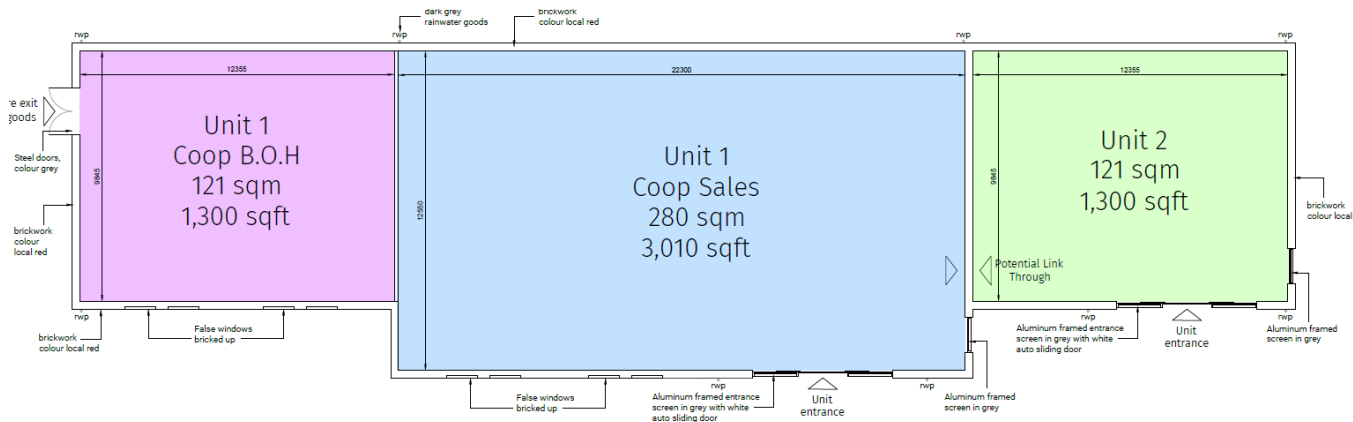 dark grey
rainwater goods
brickwork
colour local red
rwp
rwp
rwp
rwp
12355
22300
12355
re exit
goods
Steel doors,
colour grey
brickwork
colour
local red
9845
Unit 1
Coop B.O.H
121 sqm
1,300 sqft
12550
Unit 1
Coop Sales
280 sqm
3,010 sqft
9845
Unit 2
121 sqm
1,300 sqft
Potential Link
Through
brickwork
colour local
rwp
brickwork
colour local red
False windows
bricked up
rwp
rwp
Aluminum framed entrance
screen in grey with white
auto sliding door
Unit
entrance
Aluminum framed
screen in grey
False windows
bricked up
rwp
Aluminum framed entrance
screen in grey with white
auto sliding door
Unit
entrance
rwp
Aluminum framed
screen in grey